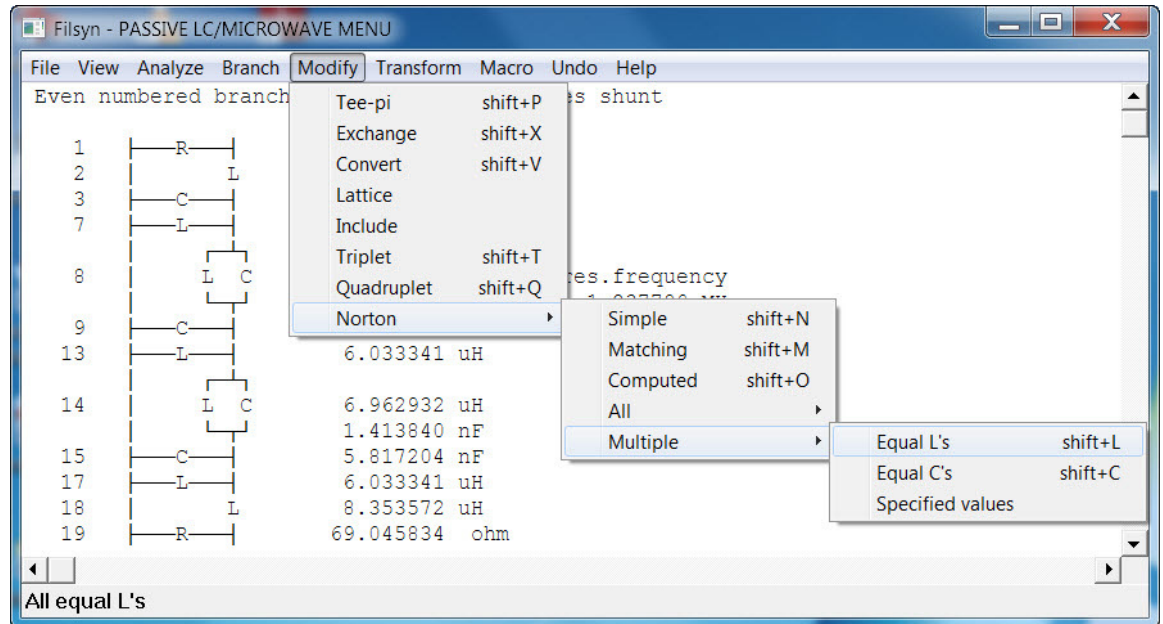 Filsyn - PASSIVE LC/MICROWAVE MENU
File View Analyze Branch Modify Transform Macro Undo Help
Even numbered branch es shunt
Tee-pi shift+P
Exchange shift+X
Convert shift+V
Lattice
Include
Triplet shift+T
Quadruplet shift+Q
Norton
Simple shift+N
Matching shift+M
Computed shift+O
All
Multiple
Equal L's shift+L
Equal C's shift+C
Specified values
1 R
2 L
3 C
7 L
8 L C res.frequency
9 C
13 L 6.033341 uH
14 L C 6.962932 uH
1.413840 nF
15 C 5.817204 nF
17 L 6.033341 uH
18 L 8.353572 uH
19 R 69.045834 ohm
All equal L's